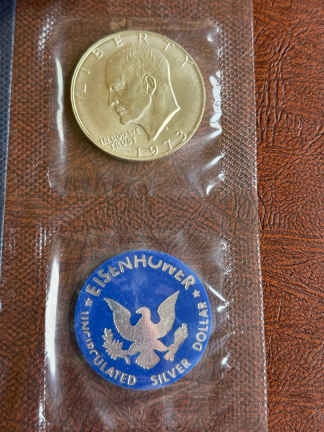 LIBERTY
IN GOD WE
TRUST
1973
★ EISENHOWER ★
UNCIRCULATED SILVER DOLLAR